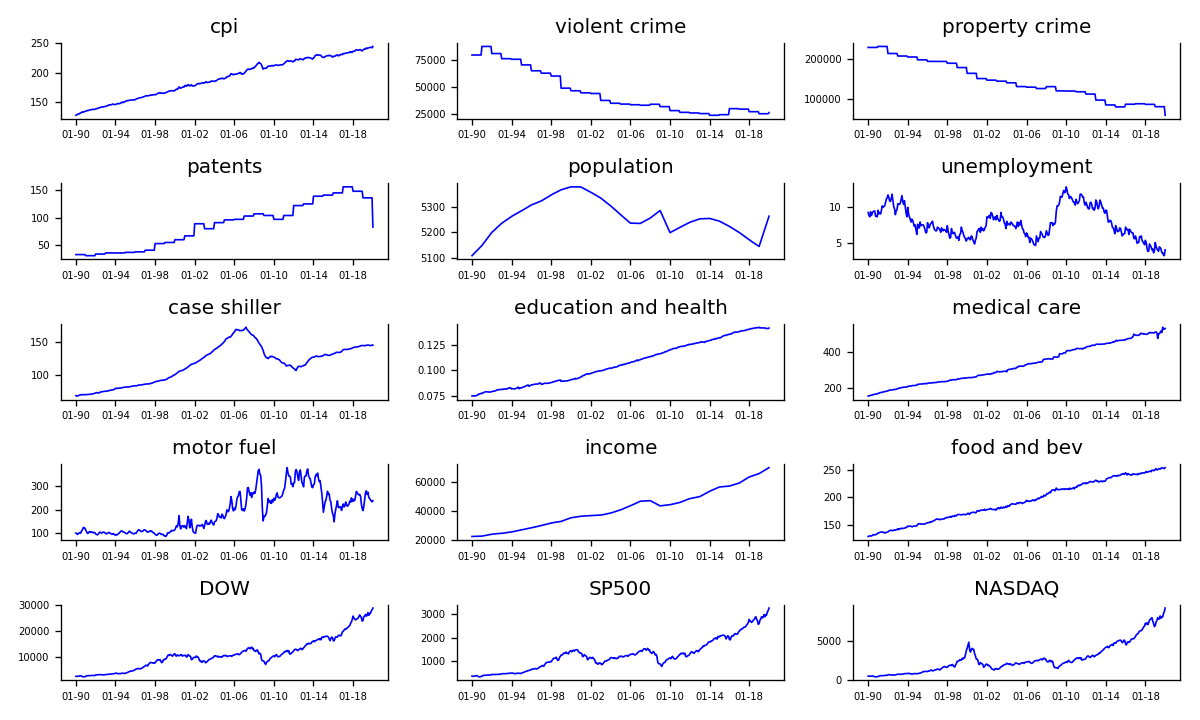 cpi violent crime property crime
250 75000 200000
200 50000 100000
150 25000
01-90 01-94 01-98 01-02 01-06 01-10 01-14 01-18 01-90 01-94 01-98 01-02 01-06 01-10 01-14 01-18 01-90 01-94 01-98 01-02 01-06 01-10 01-14 01-18
patents population unemployment
150 5300 10
100 5200 5
50 5100
01-90 01-94 01-98 01-02 01-06 01-10 01-14 01-18 01-90 01-94 01-98 01-02 01-06 01-10 01-14 01-18 01-90 01-94 01-98 01-02 01-06 01-10 01-14 01-18
case shiller education and health medical care
150 0.125 400
100 0.100 200
0.075
01-90 01-94 01-98 01-02 01-06 01-10 01-14 01-18 01-90 01-94 01-98 01-02 01-06 01-10 01-14 01-18 01-90 01-94 01-98 01-02 01-06 01-10 01-14 01-18
motor fuel income food and bev
300 60000 250
200 40000 200
100 20000 150
01-90 01-94 01-98 01-02 01-06 01-10 01-14 01-18 01-90 01-94 01-98 01-02 01-06 01-10 01-14 01-18 01-90 01-94 01-98 01-02 01-06 01-10 01-14 01-18
DOW SP500 NASDAQ
30000 3000 5000
20000 2000 0
10000 1000
01-90 01-94 01-98 01-02 01-06 01-10 01-14 01-18 01-90 01-94 01-98 01-02 01-06 01-10 01-14 01-18 01-90 01-94 01-98 01-02 01-06 01-10 01-14 01-18